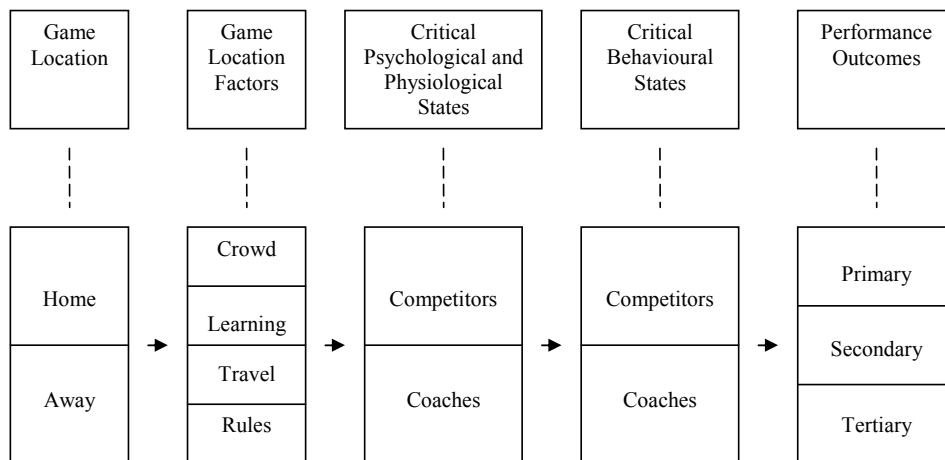 Game
Location
Game
Location
Factors
Critical
Psychological and
Physiological
States
Critical
Behavioural
States
Performance
Outcomes
Home
Away
Crowd
Learning
Travel
Rules
Competitors
Coaches
Competitors
Coaches
Primary
Secondary
Tertiary